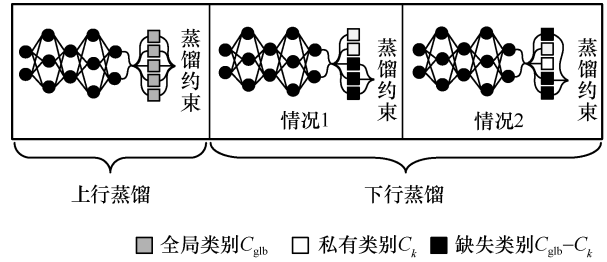 蒸馏约束
蒸馏约束
蒸馏约束
情况1
情况2
上行蒸馏
下行蒸馏
全局类别C_glb
私有类别C_k
缺失类别C_glb–C_k